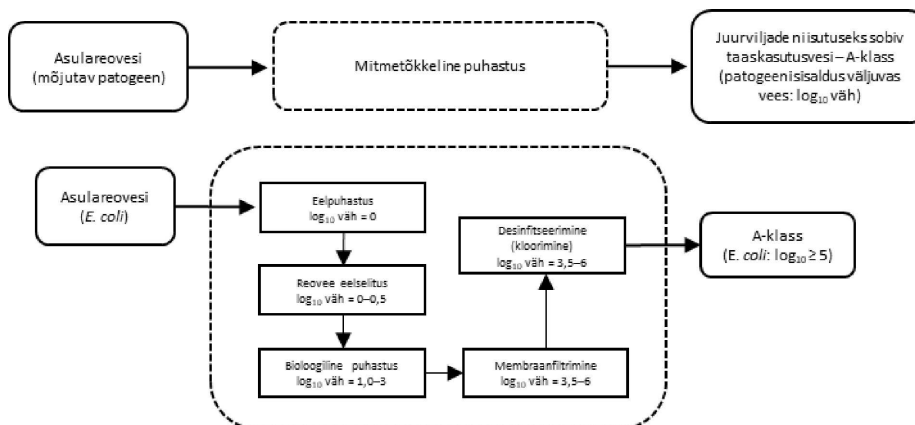 Asulareovesi
(mõjutav patogeen)
Mitmetõkkeline puhastus
Juurviljade niisutuseks sobiv
taaskasutusvesi – A-klass
(patogeenisisaldus väljuvas
vees: log₁₀ väh)
Asulareovesi
(E. coli)
Eelpuhastus
log₁₀ väh = 0
Reovee eelselitus
log₁₀ väh = 0–0,5
Bioloogiline puhastus
log₁₀ väh = 1,0–3
Membraanfiltrimine
log₁₀ väh = 3,5–6
Desinfitseerimine
(kloorimine)
log₁₀ väh = 3,5–6
A-klass
(E. coli: log₁₀ ≥ 5)